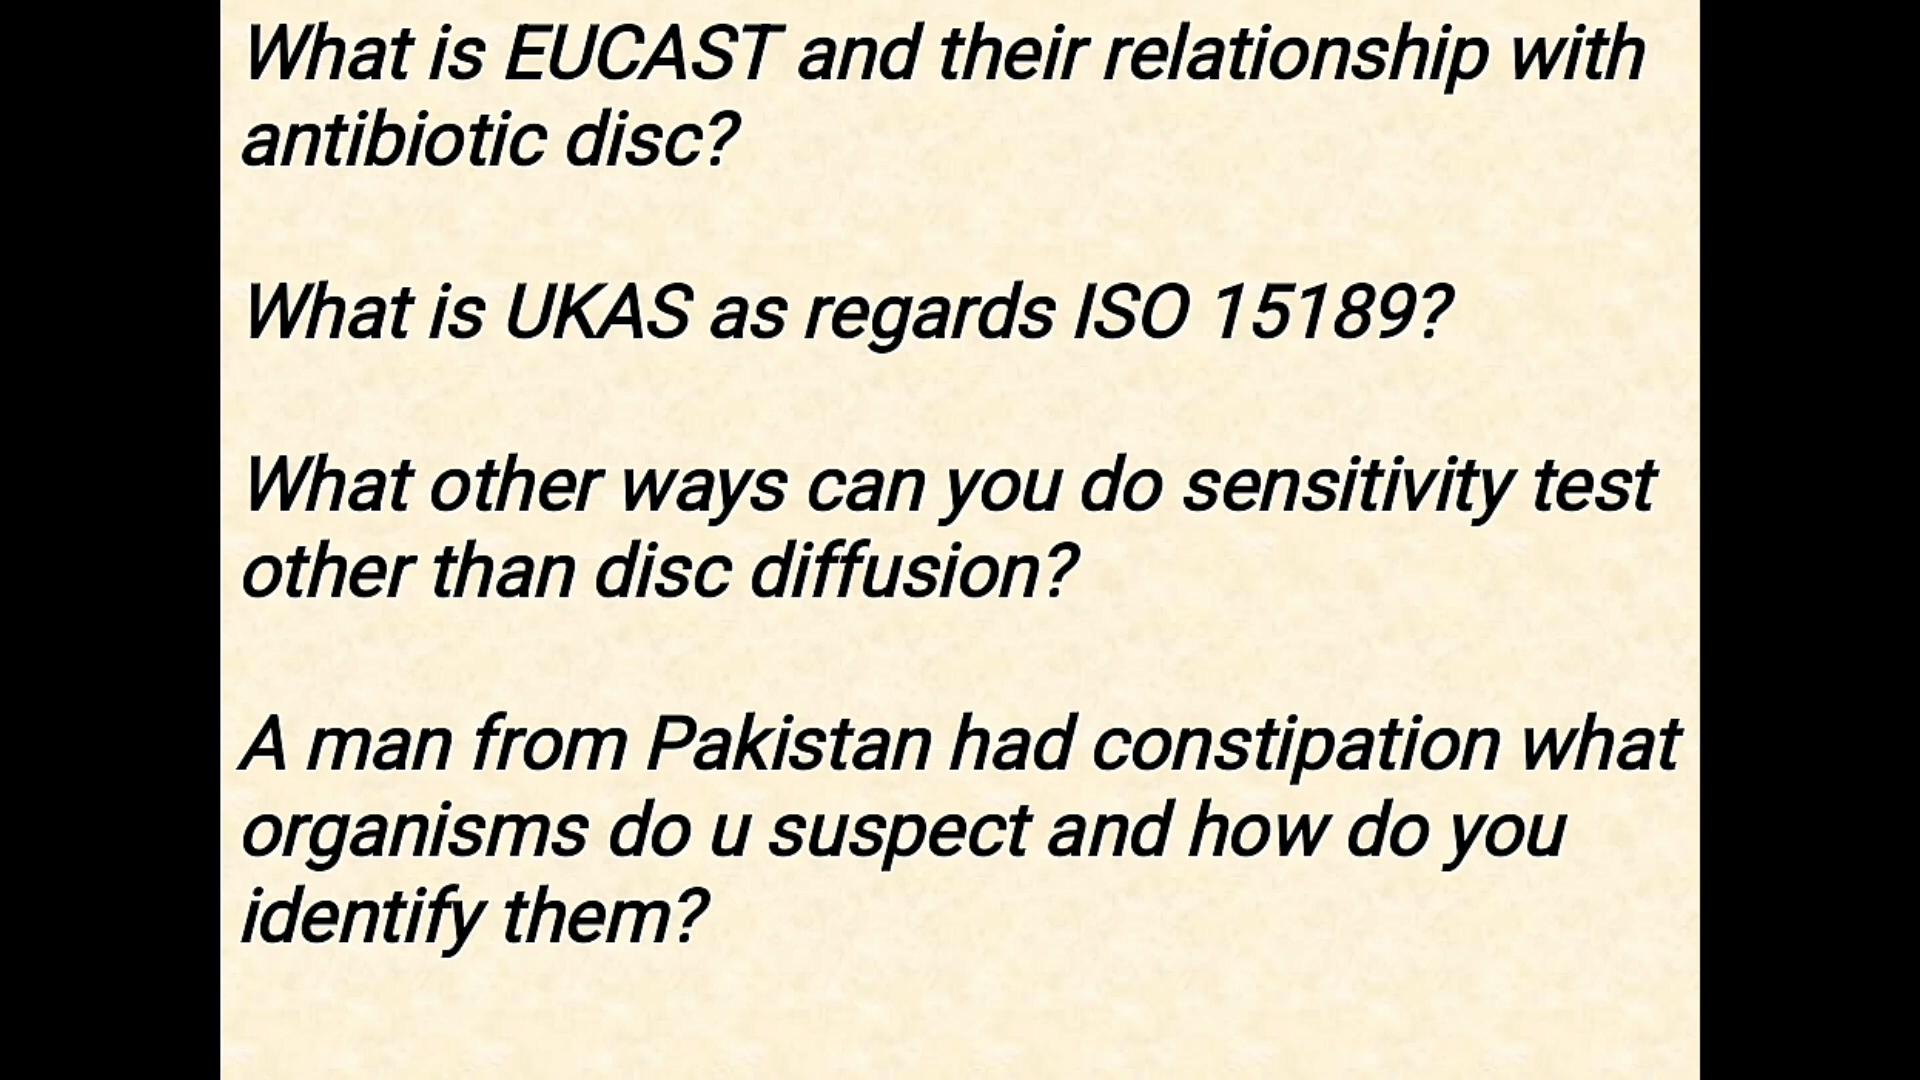 What is EUCAST and their relationship with
antibiotic disc?
What is UKAS as regards ISO 15189?
What other ways can you do sensitivity test
other than disc diffusion?
A man from Pakistan had constipation what
organisms do u suspect and how do you
identify them?